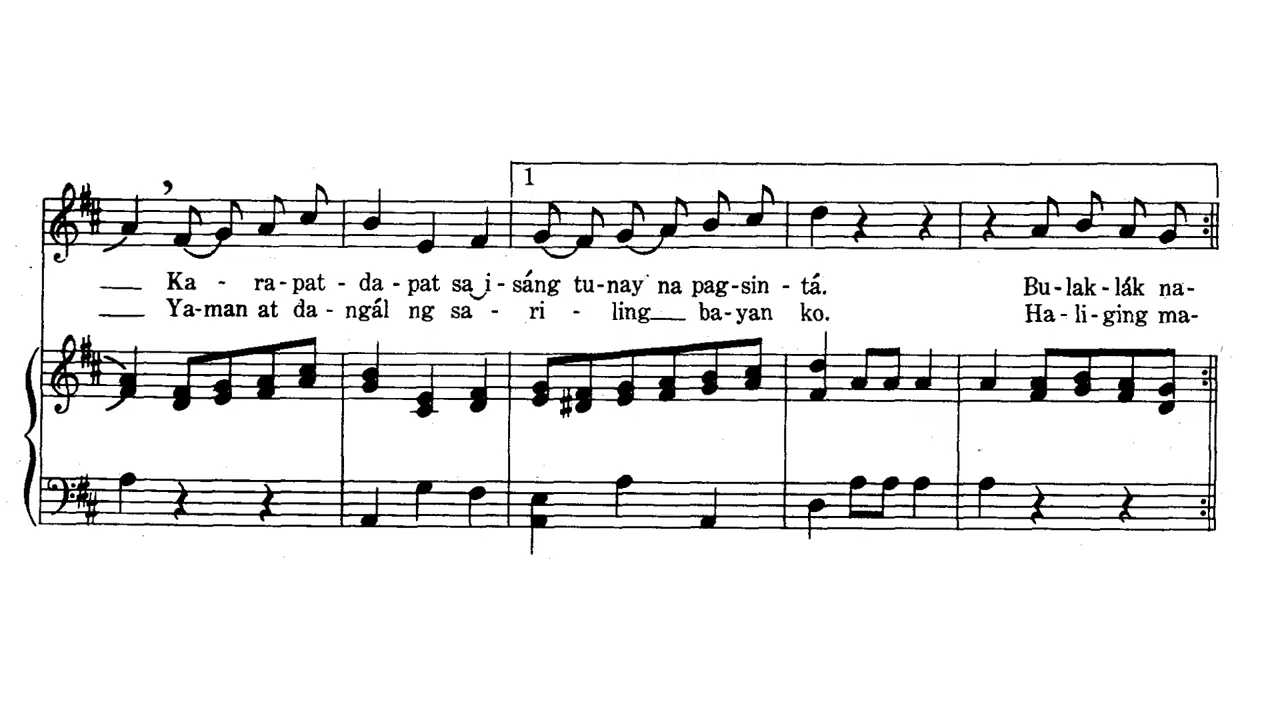 1
Ka - ra-pat - da-pat sa i - sáng tu-nay na pag-sin - tá. Bu-lak-lák na-
Ya-man at da - ngál ng sa - ri - ling ba-yan ko. Ha-li-ging ma-